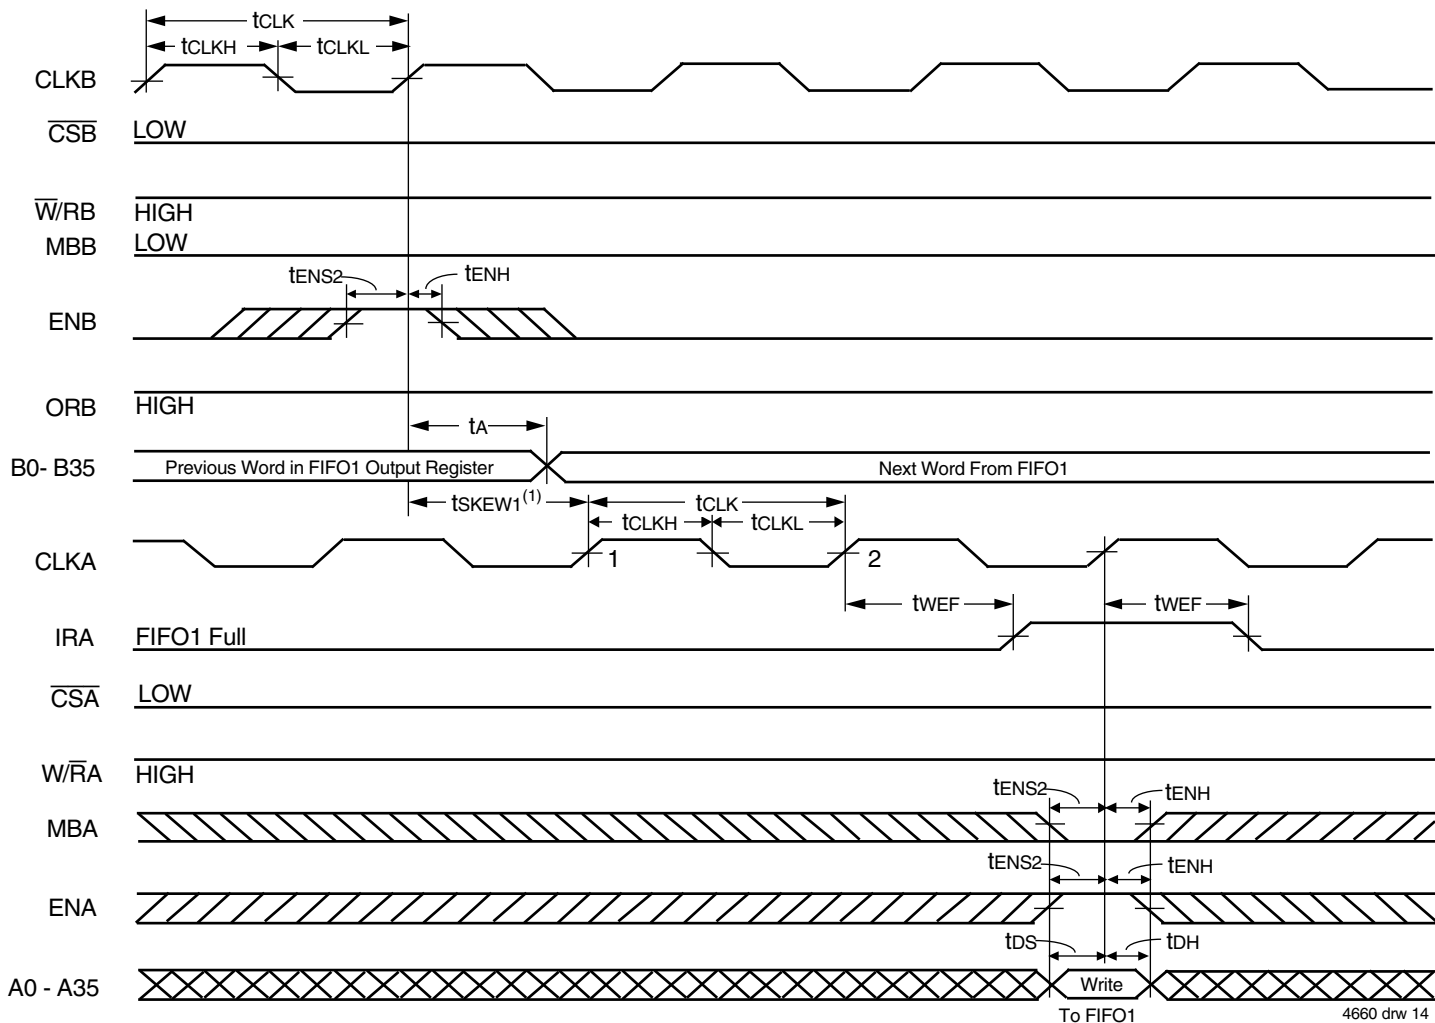 tCLK
tCLKH tCLKL
CLKB
CSB LOW
W/RB HIGH
MBB LOW
tENS2 tENH
ENB
ORB HIGH
tA
B0- B35 Previous Word in FIFO1 Output Register Next Word From FIFO1
tSKEW1(1) tCLK
tCLKH tCLKL
CLKA 1 2
tWEF tWEF
IRA FIFO1 Full
CSA LOW
W/RA HIGH
tENS2 tENH
MBA
tENS2 tENH
ENA
tDS tDH
A0 - A35 Write
To FIFO1 4660 drw 14